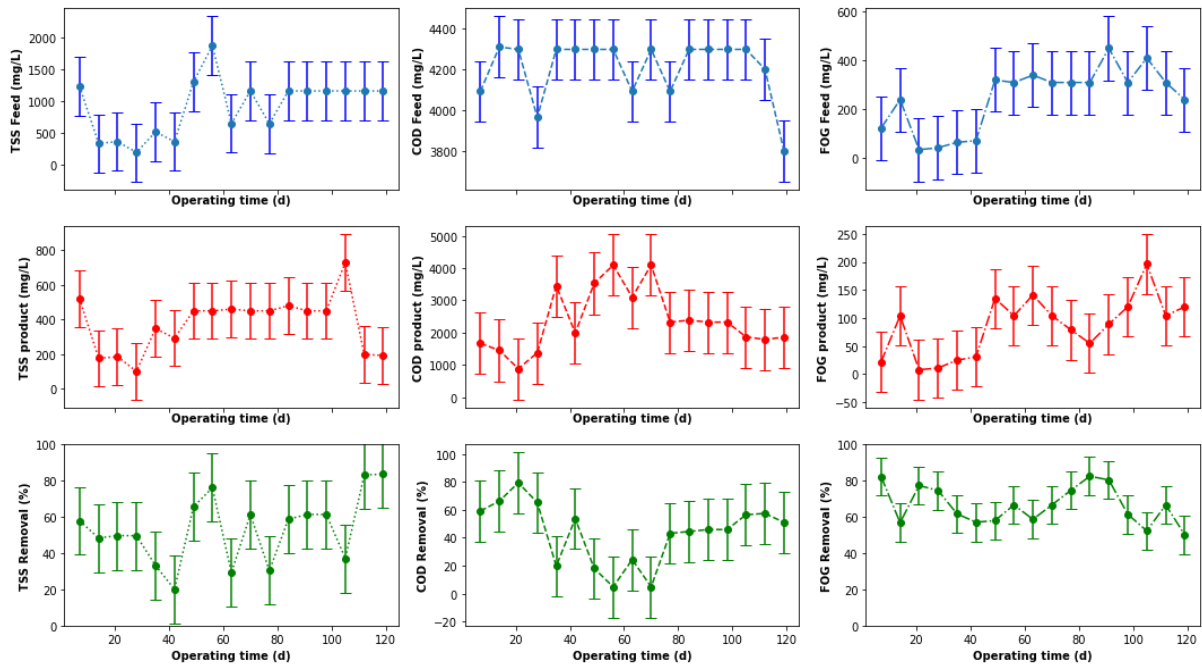 TSS Feed (mg/L)
2000
1500
1000
500
0
Operating time (d)
COD Feed (mg/L)
4400
4200
4000
3800
Operating time (d)
FOG Feed (mg/L)
600
400
200
0
Operating time (d)
TSS product (mg/L)
800
600
400
200
0
Operating time (d)
COD product (mg/L)
5000
4000
3000
2000
1000
0
Operating time (d)
FOG product (mg/L)
250
200
150
100
50
0
−50
Operating time (d)
TSS Removal (%)
100
80
60
40
20
0
20 40 60 80 100 120
Operating time (d)
COD Removal (%)
100
80
60
40
20
0
−20
20 40 60 80 100 120
Operating time (d)
FOG Removal (%)
100
80
60
40
20
0
20 40 60 80 100 120
Operating time (d)